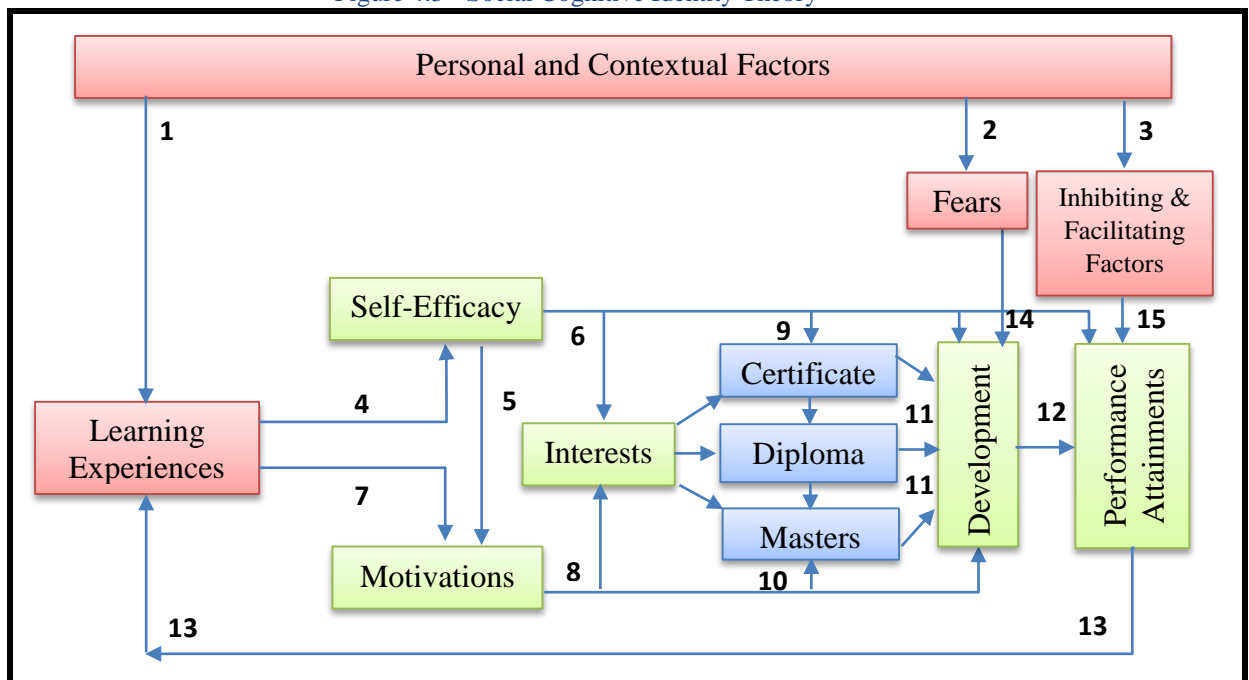 Personal and Contextual Factors
1
2
3
Fears
Inhibiting &
Facilitating
Factors
Self-Efficacy
6
9
14
15
Certificate
4
5
11
12
Learning
Experiences
Interests
Diploma
Development
Performance
Attainments
7
11
Masters
Motivations
8
10
13
13